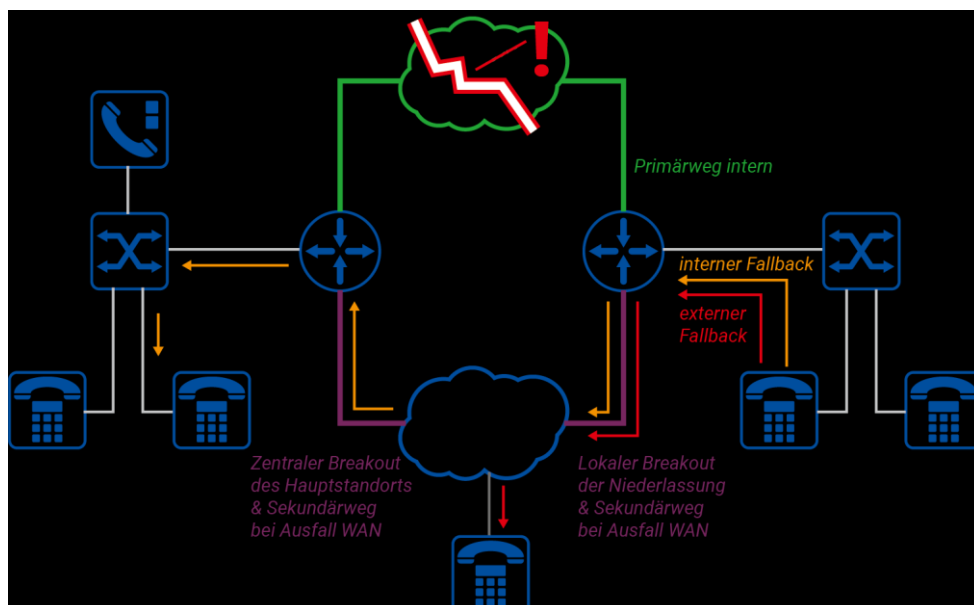 Primärweg intern
interner Fallback
externer
Fallback
Zentraler Breakout
des Hauptstandorts
& Sekundärweg
bei Ausfall WAN
Lokaler Breakout
der Niederlassung
& Sekundärweg
bei Ausfall WAN